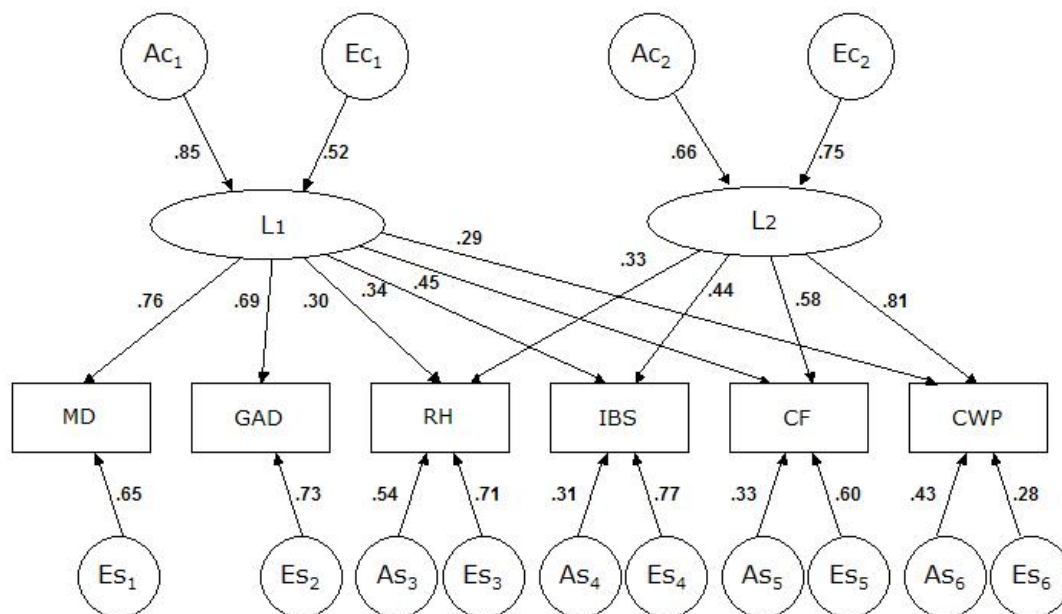 Ac1 Ec1 Ac2 Ec2
.85 .52 .66 .75
L1 L2
.29 .33
.76 .69 .30 .34 .45 .44 .58 .81
MD GAD RH IBS CF CWP
.65 .73 .54 .71 .31 .77 .33 .60 .43 .28
Es1 Es2 As3 Es3 As4 Es4 As5 Es5 As6 Es6